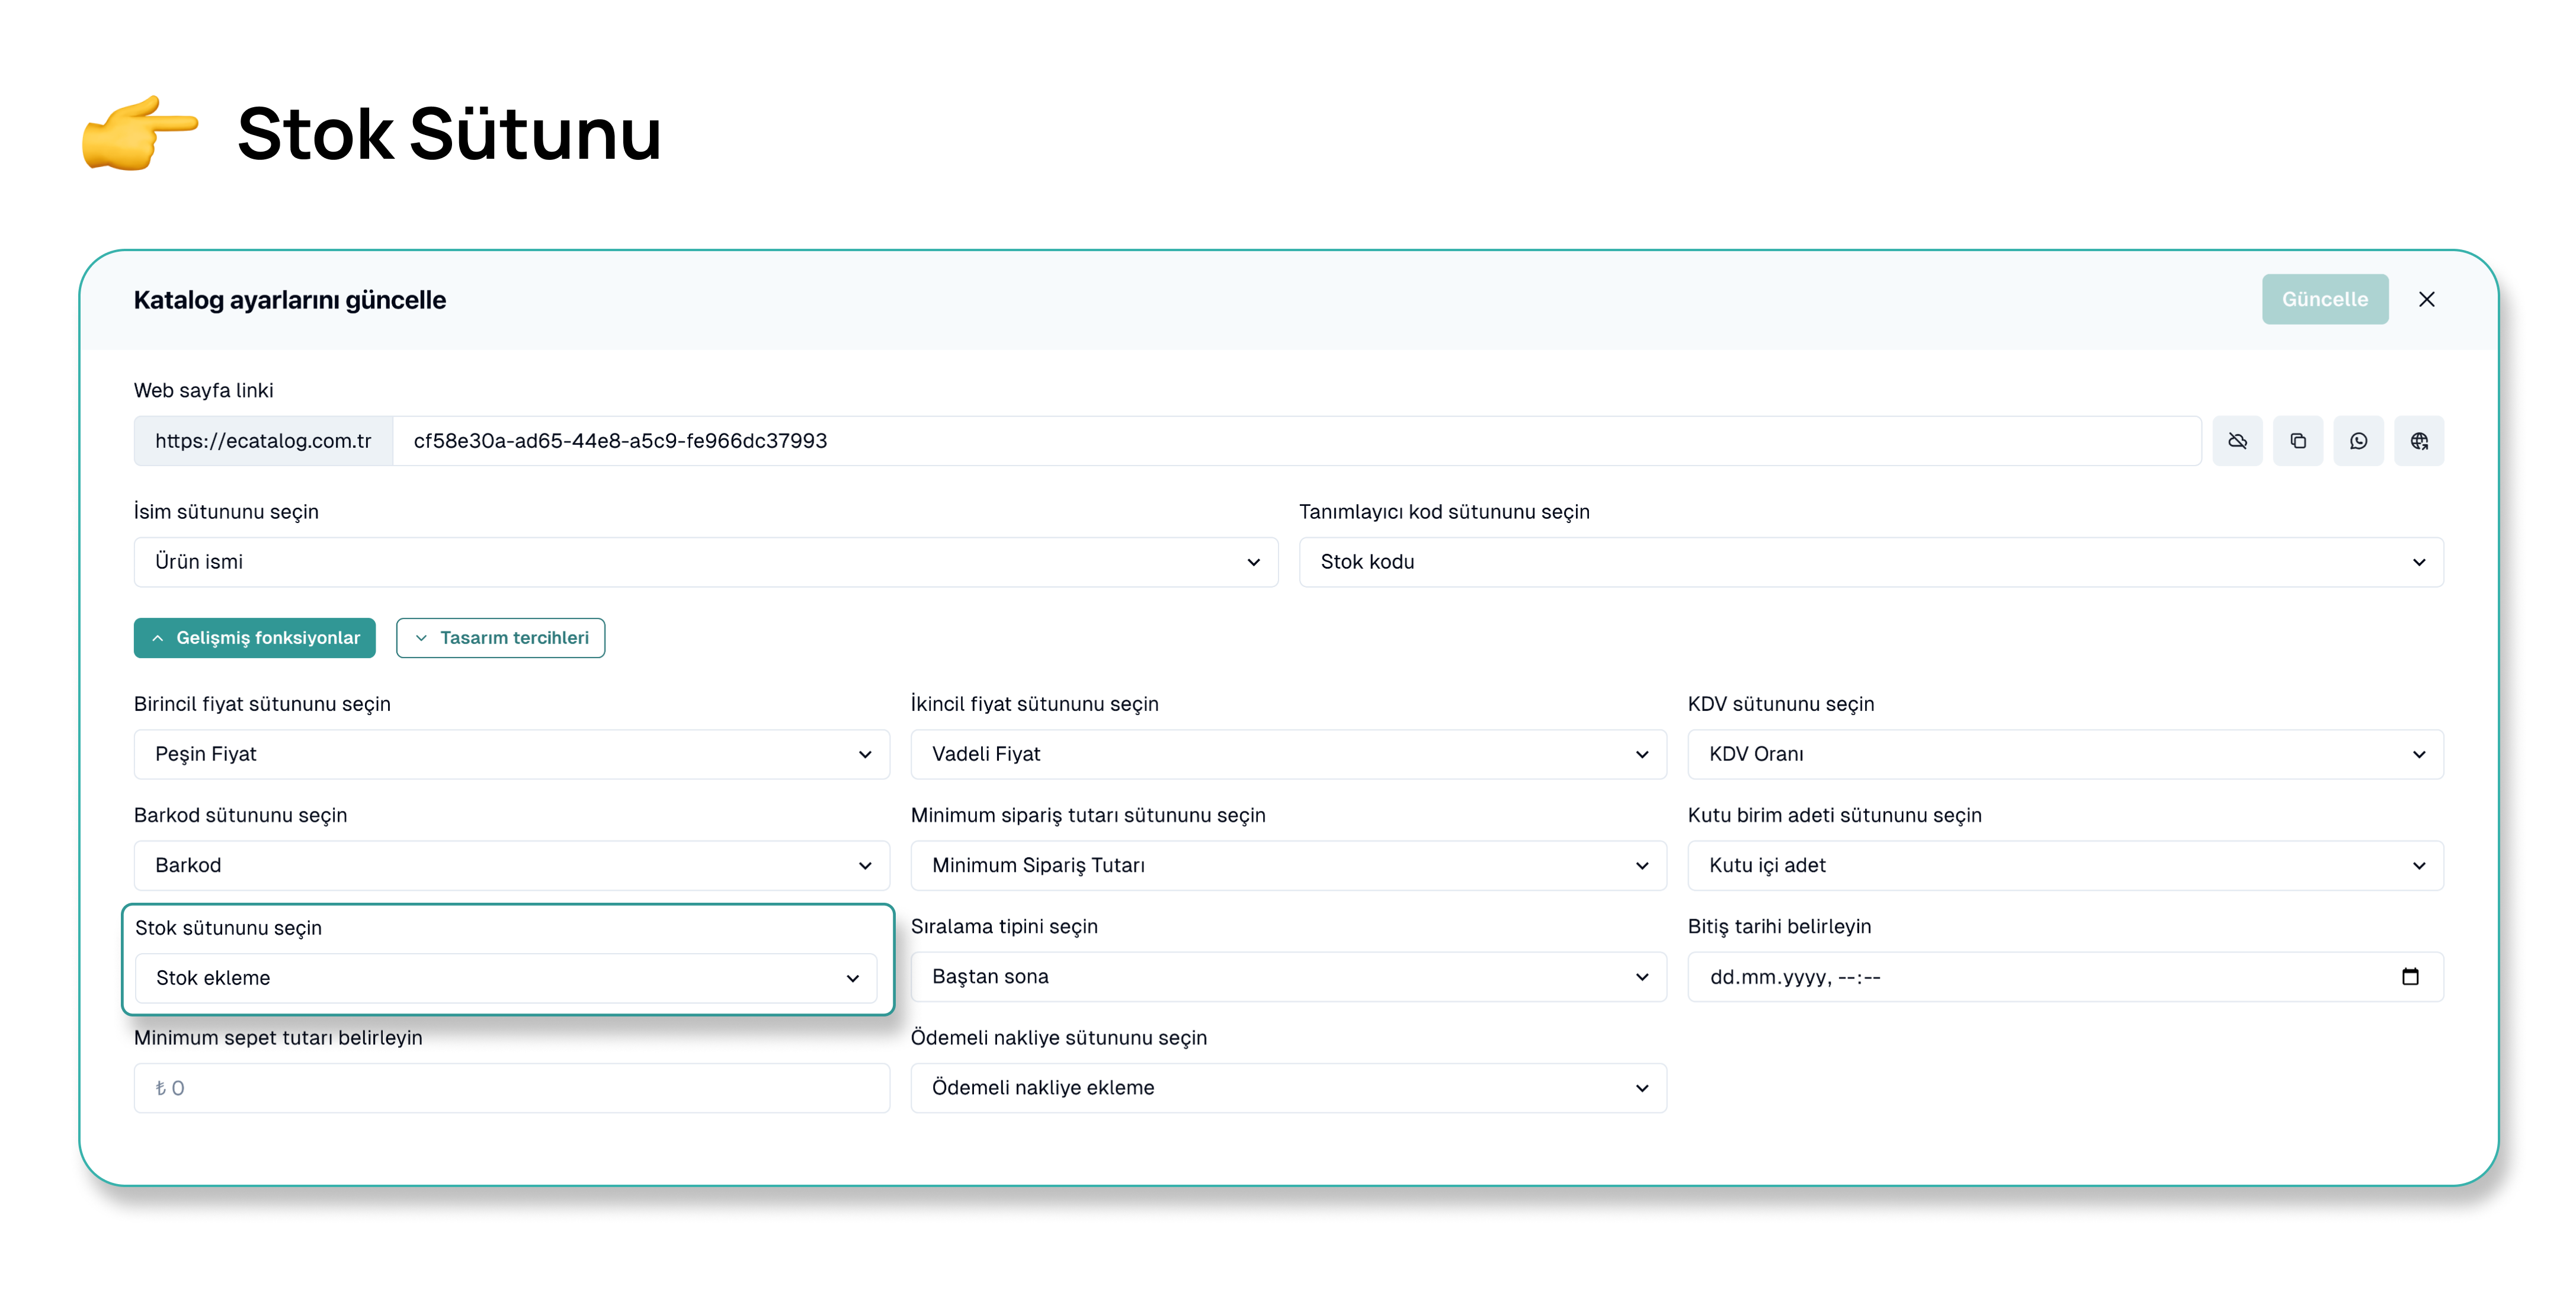 Stok Sütunu
Katalog ayarlarını güncelle
Güncelle
Web sayfa linki
https://ecatalog.com.tr
cf58e30a-ad65-44e8-a5c9-fe966dc37993
İsim sütununu seçin
Tanımlayıcı kod sütununu seçin
Ürün ismi
Stok kodu
Gelişmiş fonksiyonlar
Tasarım tercihleri
Birincil fiyat sütununu seçin
İkincil fiyat sütununu seçin
KDV sütununu seçin
Peşin Fiyat
Vadeli Fiyat
KDV Oranı
Barkod sütununu seçin
Minimum sipariş tutarı sütununu seçin
Kutu birim adeti sütununu seçin
Barkod
Minimum Sipariş Tutarı
Kutu içi adet
Stok sütununu seçin
Sıralama tipini seçin
Bitiş tarihi belirleyin
Stok ekleme
Baştan sona
dd.mm.yyyy, --:--
Minimum sepet tutarı belirleyin
Ödemeli nakliye sütununu seçin
₺ 0
Ödemeli nakliye ekleme